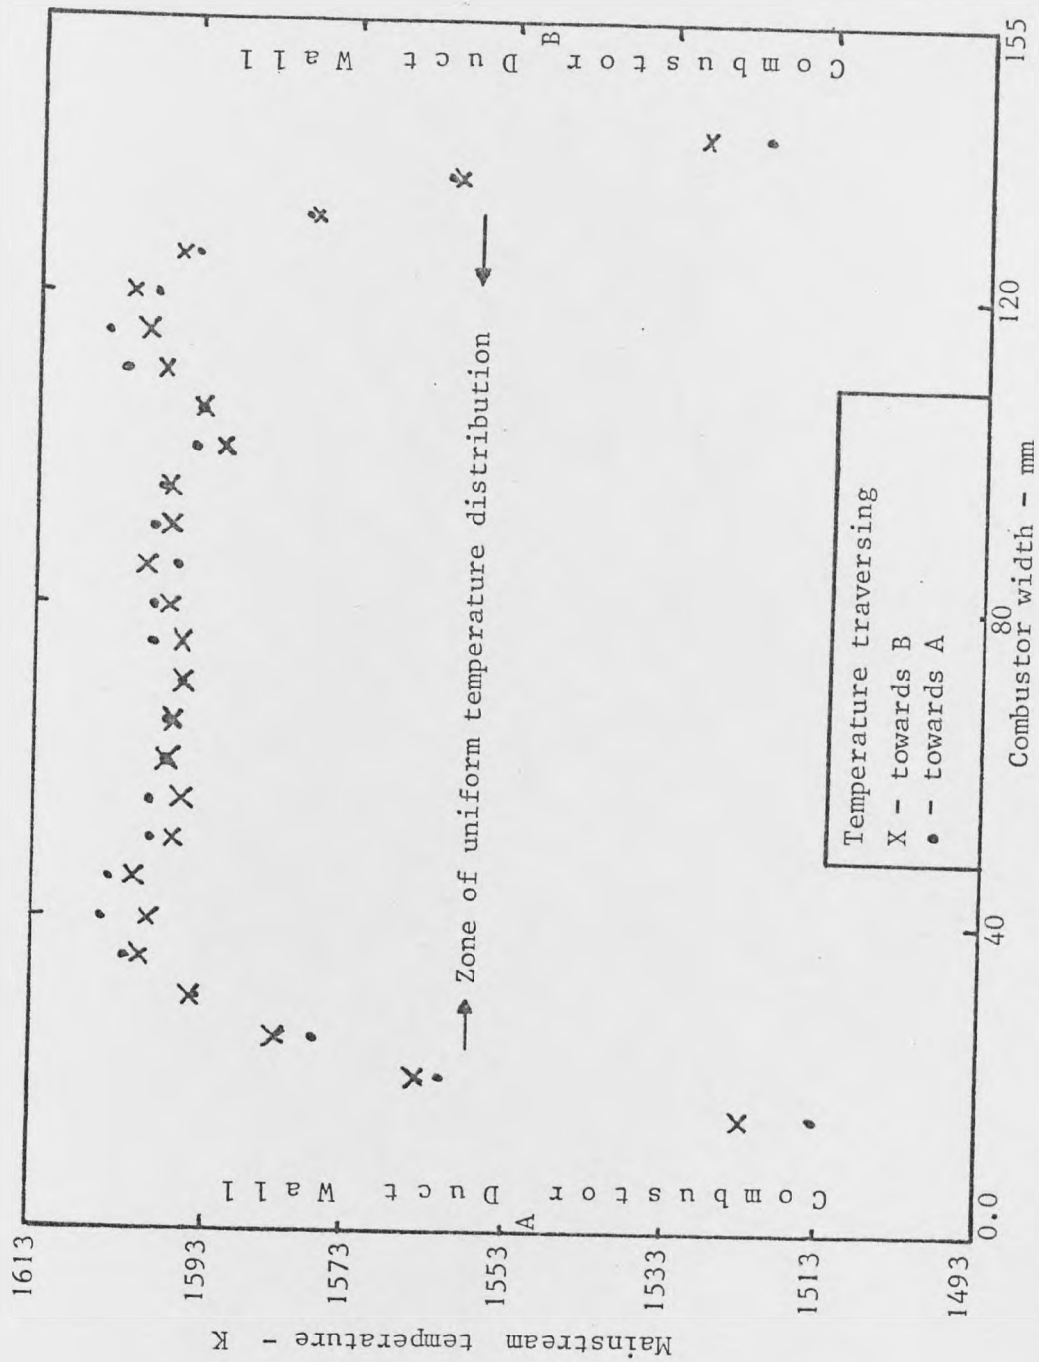 Mainstream temperature - K
1613
1593
1573
1553
1533
1513
1493
Combustor Duct Wall
A
Combustor Duct Wall
B
Zone of uniform temperature distribution
Temperature traversing
X - towards B
• - towards A
0.0
40
80
120
155
Combustor width - mm